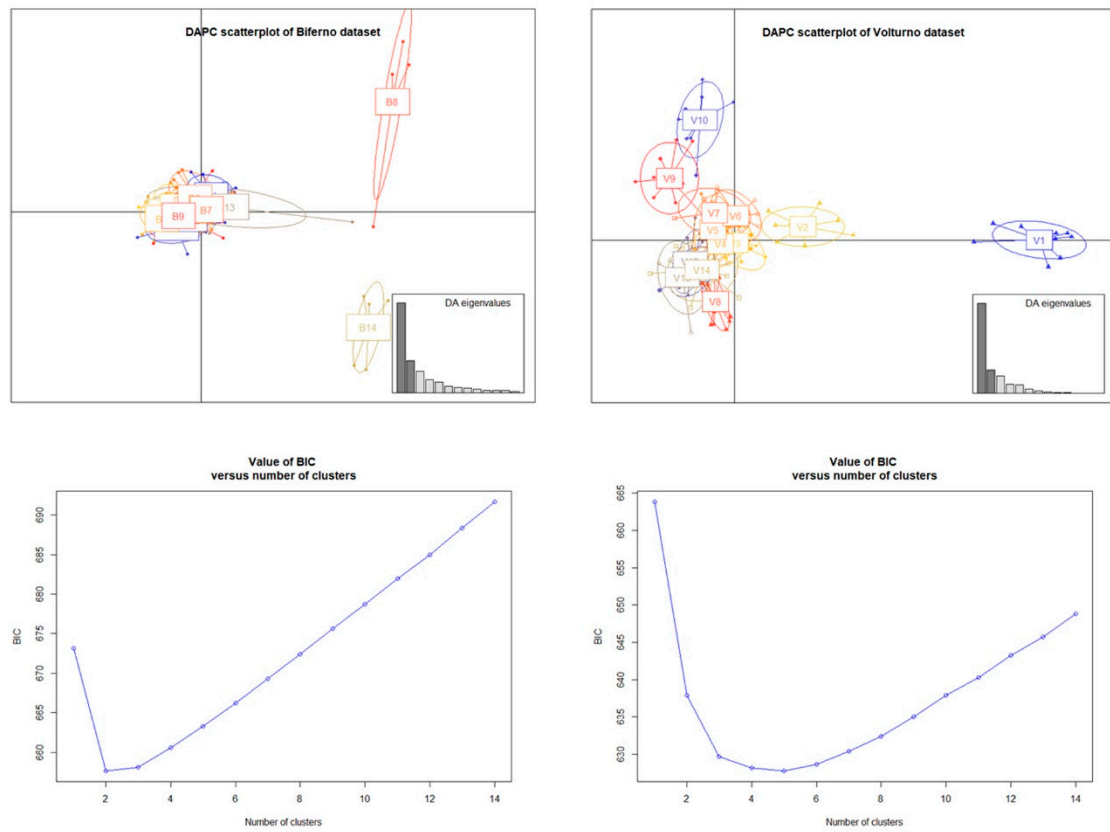 DAPC scatterplot of Biferno dataset
B8
13
B7
B9
B14
DA eigenvalues
DAPC scatterplot of Volturno dataset
V10
V9
V7
V6
V2
V5
V1
V4
3
V14
V8
DA eigenvalues
Value of BIC
versus number of clusters
BIC
690
685
680
675
670
665
660
2
4
6
8
10
12
14
Number of clusters
Value of BIC
versus number of clusters
BIC
665
660
655
650
645
640
635
630
2
4
6
8
10
12
14
Number of clusters